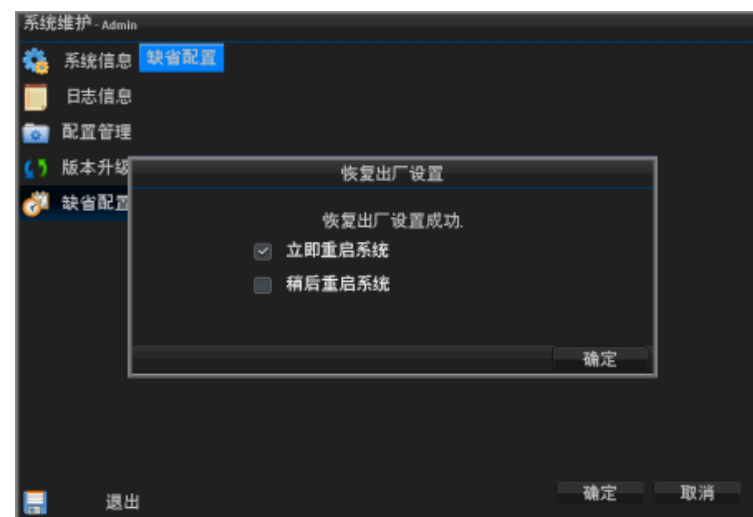 系统维护 - Admin
系统信息 缺省配置
日志信息
配置管理
版本升级
恢复出厂设置
缺省配置
恢复出厂设置成功.
立即重启系统
稍后重启系统
确定
退出
确定 取消